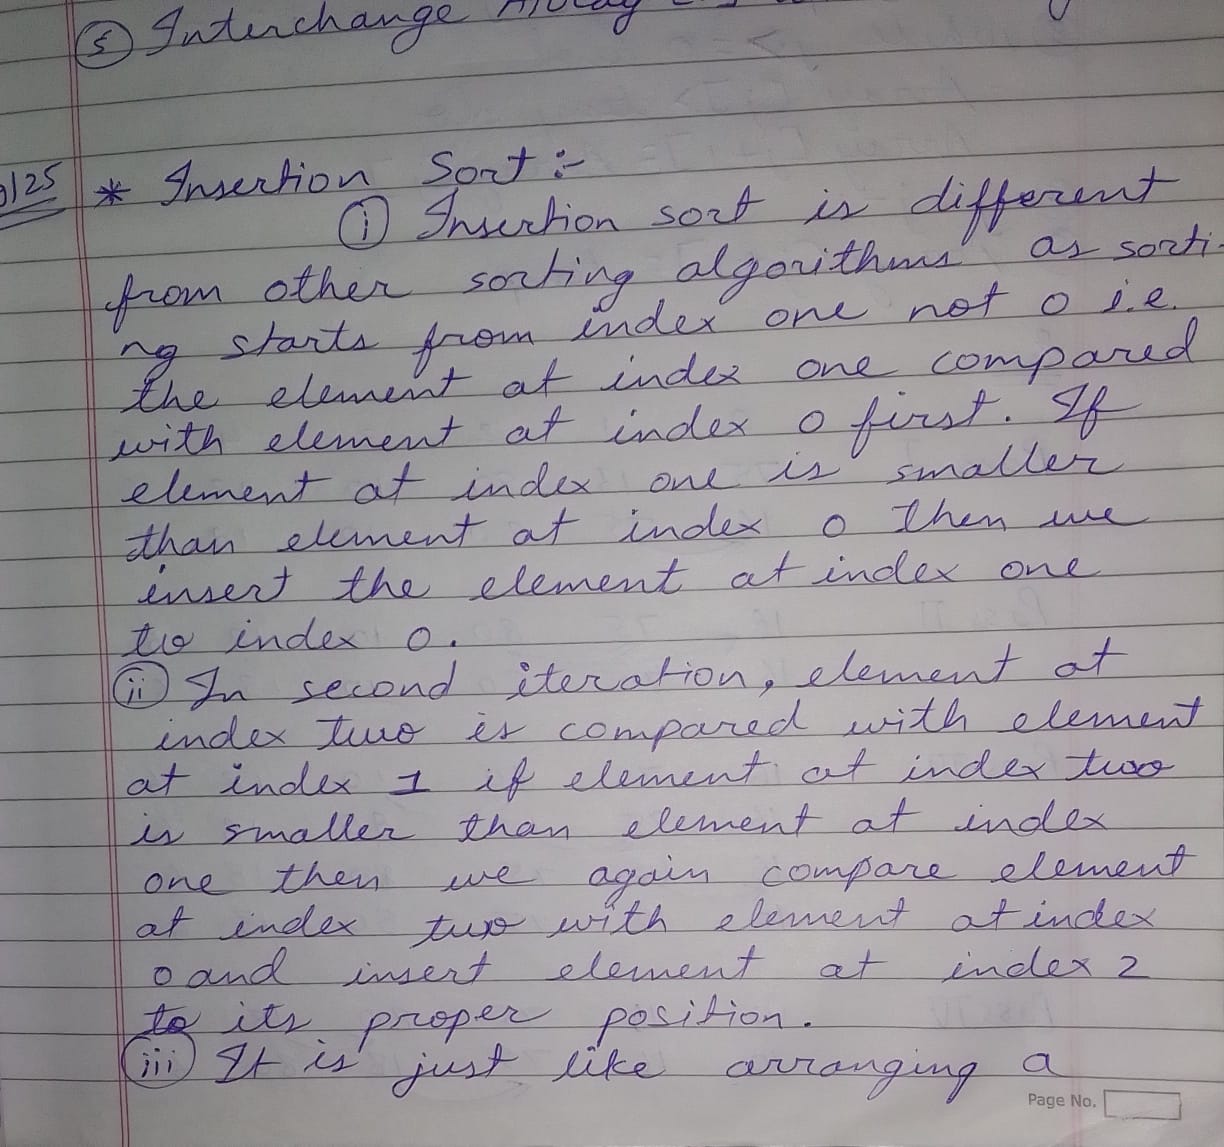 ⑤ Interchange
/25 * Insertion Sort :-
ⓘ Insertion sort is different
from other sorting algorithms as sorti-
ng starts from index one not 0 i.e.
the element at index one compared
with element at index 0 first. If
element at index one is smaller
than element at index 0 then we
insert the element at index one
to index 0.
(ii) In second iteration, element at
index two is compared with element
at index 1 if element at index two
is smaller than element at index
one then we again compare element
at index two with element at index
0 and insert element at index 2
to its proper position.
(iii) It is just like arranging a
Page No.